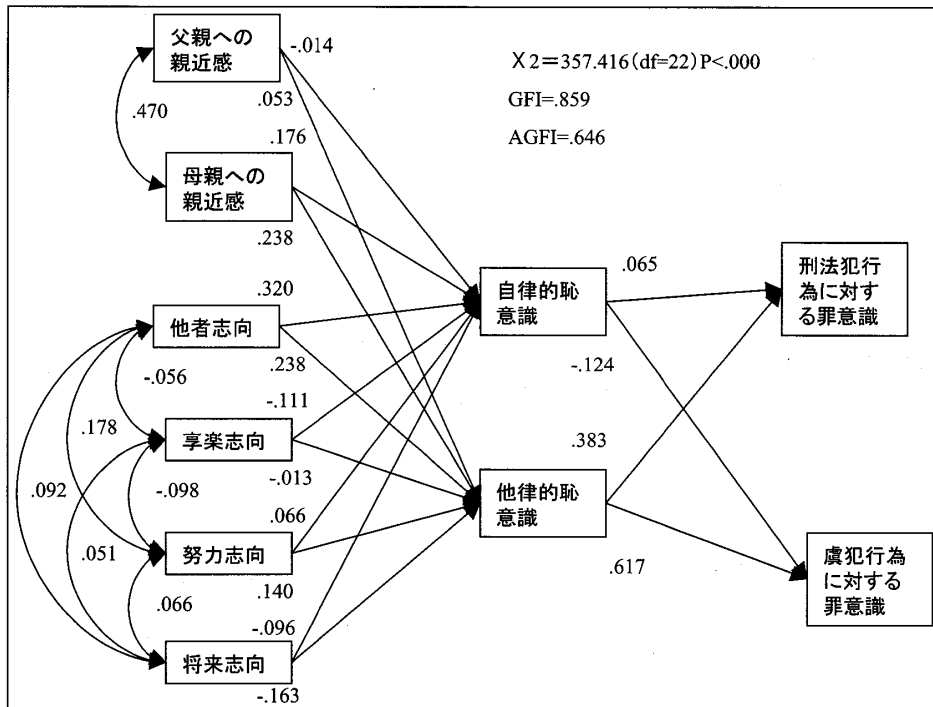 父親への
親近感
-.014
.053
Χ2=357.416(df=22)P<.000
GFI=.859
AGFI=.646
.470
.176
母親への
親近感
.238
.320
他者志向
.238
自律的恥
意識
.065
-.124
刑法犯行
為に対す
る罪意識
-.056
-.111
.178
享楽志向
-.013
.092
-.098
.066
他律的恥
意識
.383
.617
.051
努力志向
.140
.066
-.096
将来志向
-.163
虞犯行為
に対する
罪意識